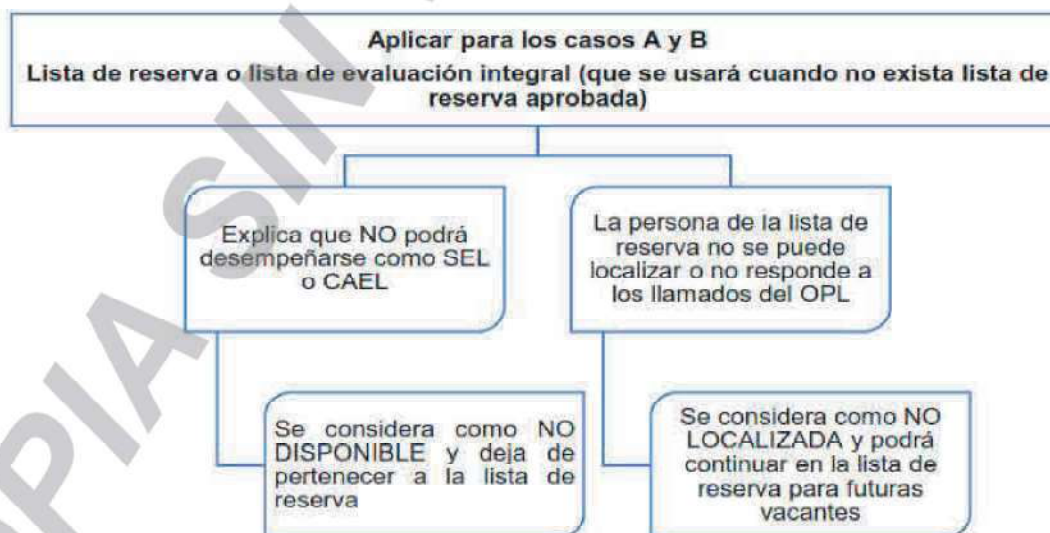 Aplicar para los casos A y B
Lista de reserva o lista de evaluación integral (que se usará cuando no exista lista de
reserva aprobada)
Explica que NO podrá
desempeñarse como SEL
o CAEL
La persona de la lista de
reserva no se puede
localizar o no responde a
los llamados del OPL
Se considera como NO
DISPONIBLE y deja de
pertenecer a la lista de
reserva
Se considera como NO
LOCALIZADA y podrá
continuar en la lista de
reserva para futuras
vacantes
PIA SIN